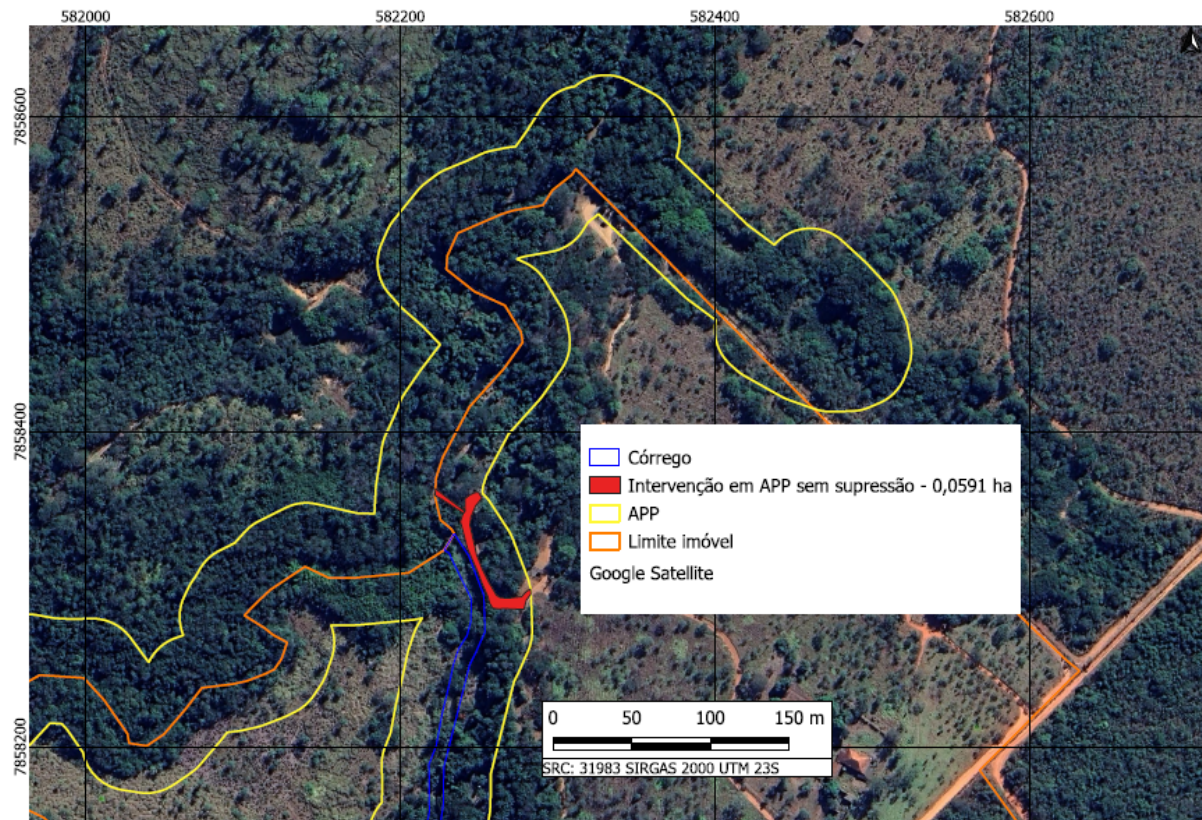 582000
582200
582400
582600
7858600
7858400
7858200
Córrego
Intervenção em APP sem supressão - 0,0591 ha
APP
Limite imóvel
Google Satellite
0 50 100 150 m
SRC: 31983 SIRGAS 2000 UTM 23S